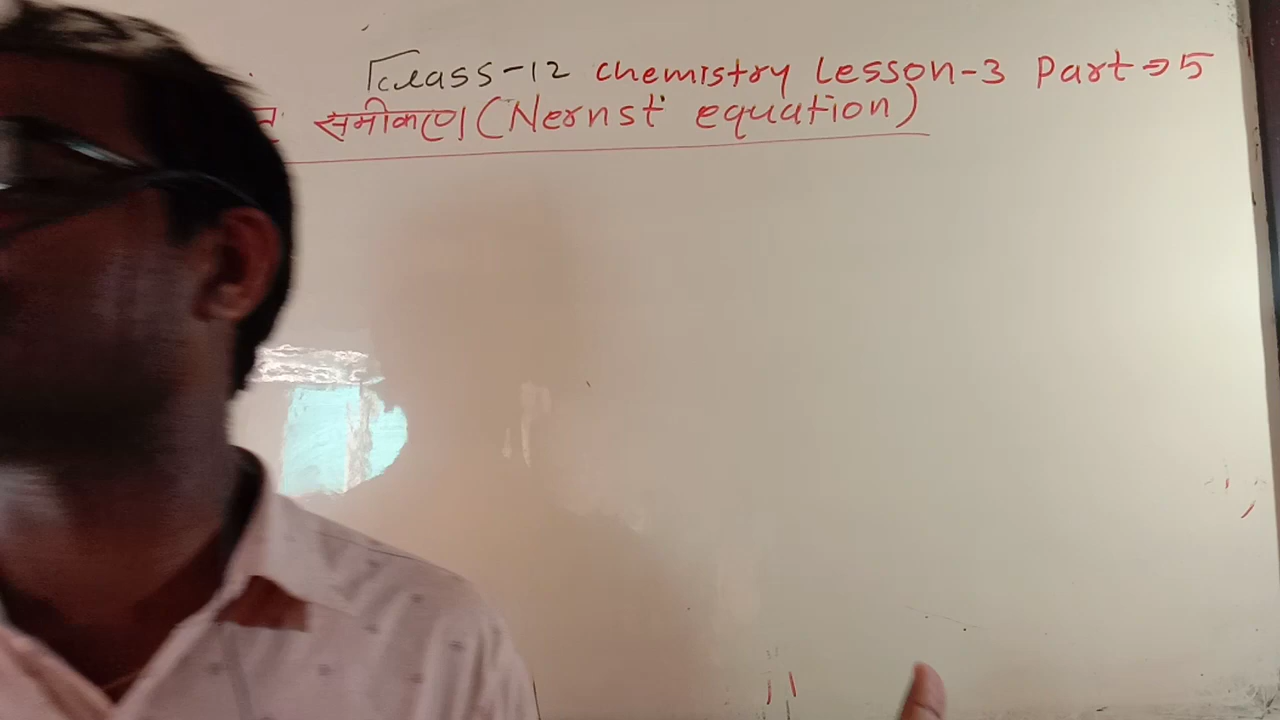 Class-12 Chemistry Lesson-3 Part→5
समीकरण (Nernst equation)